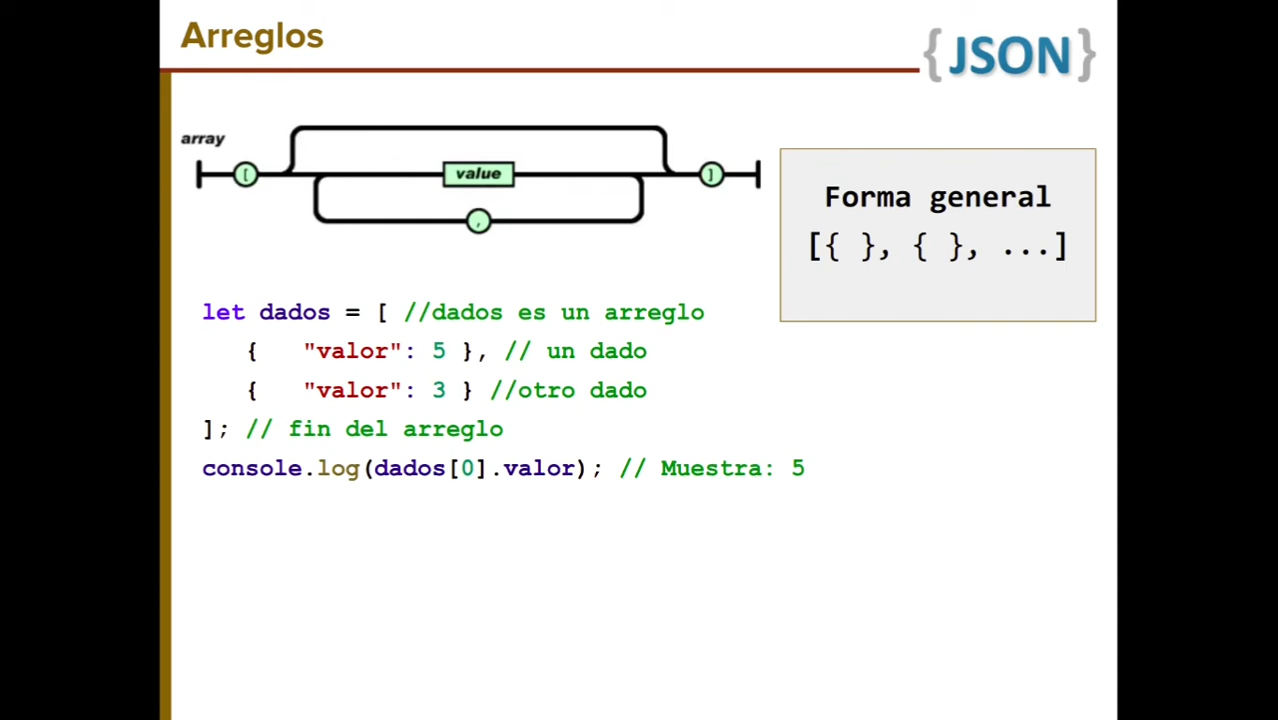 Arreglos
{JSON}
array
[ value ]
,
Forma general
[{ }, { }, ...]
let dados = [ //dados es un arreglo
{ "valor": 5 }, // un dado
{ "valor": 3 } //otro dado
]; // fin del arreglo
console.log(dados[0].valor); // Muestra: 5